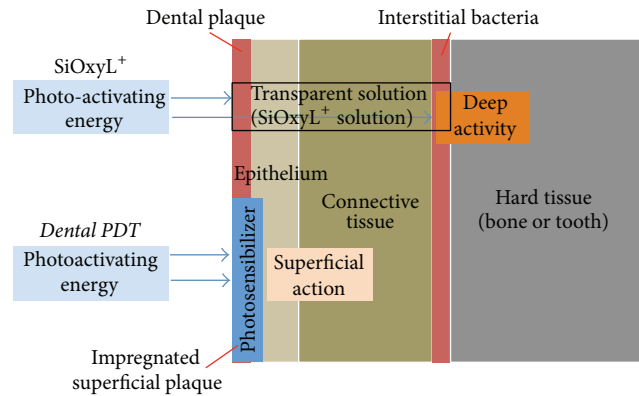 Dental plaque
Interstitial bacteria
SiOxyL⁺
Photo-activating
energy
Transparent solution
(SiOxyL⁺ solution)
Deep
activity
Epithelium
Connective
tissue
Hard tissue
(bone or tooth)
Dental PDT
Photoactivating
energy
Photosensibilizer
Superficial
action
Impregnated
superficial plaque